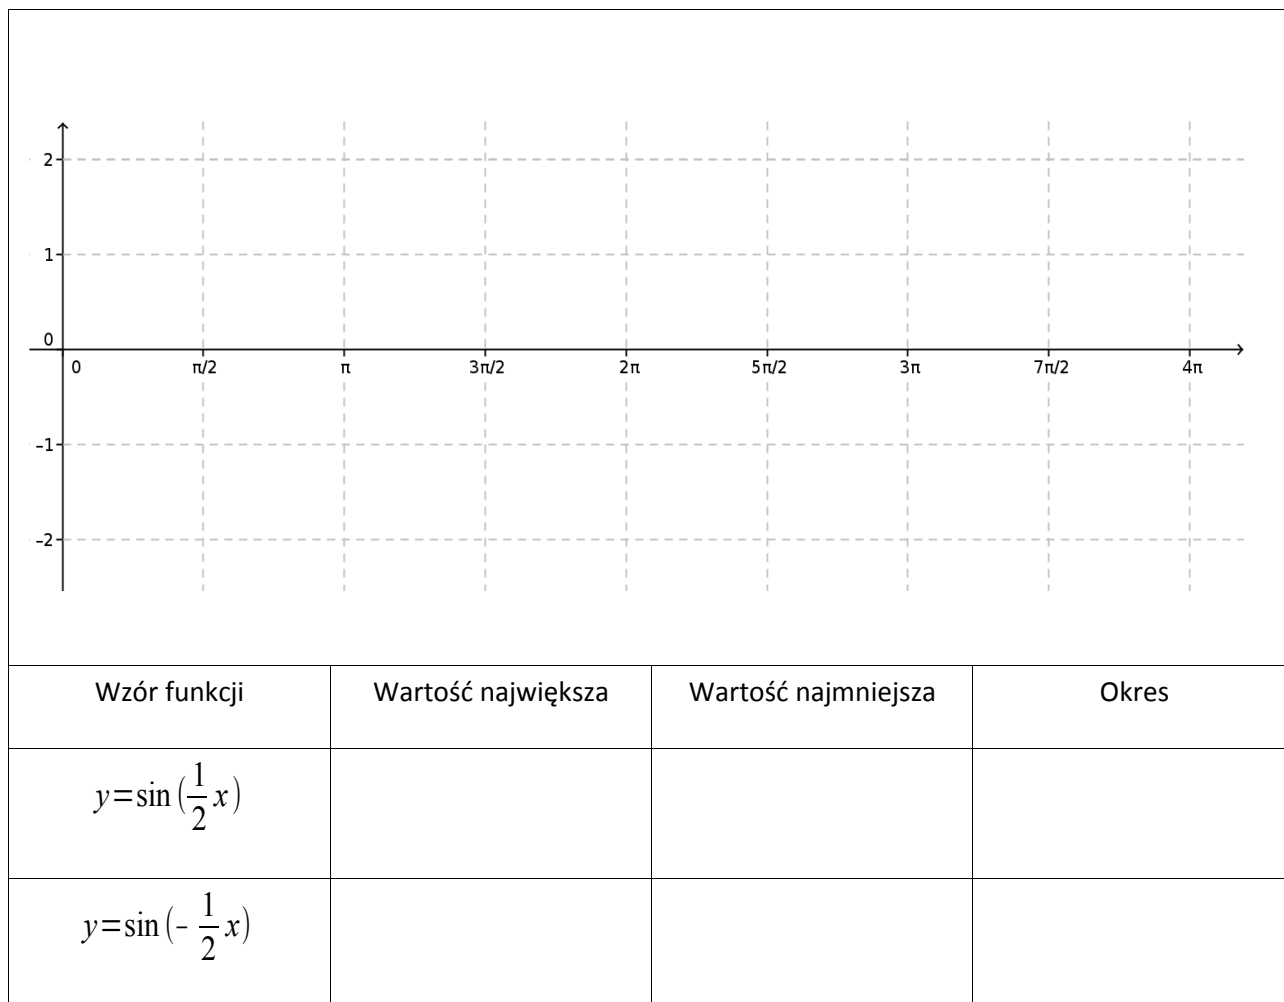 2
1
0
0 π/2 π 3π/2 2π 5π/2 3π 7π/2 4π
–1
–2
Wzór funkcji Wartość największa Wartość najmniejsza Okres
y=sin(1/2 x)
y=sin(– 1/2 x)